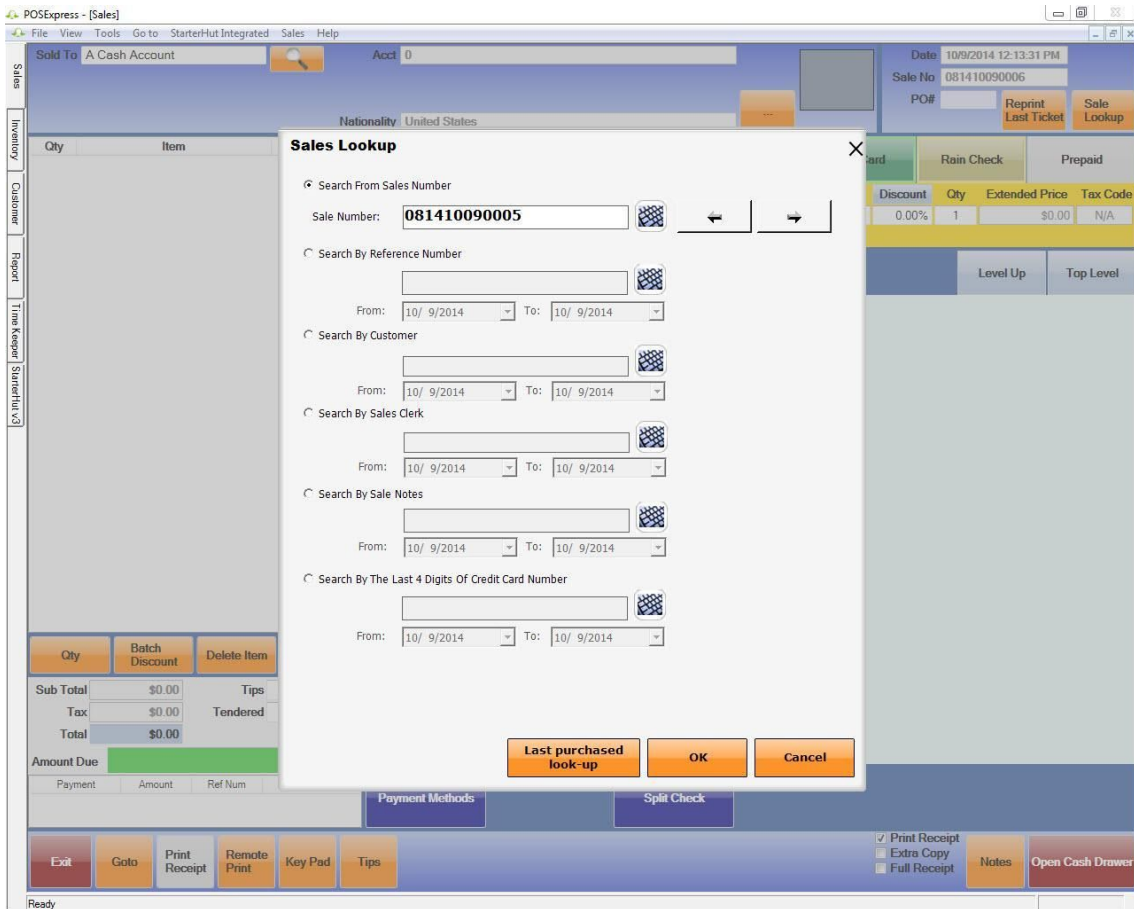 POSExpress - [Sales]
File View Tools Go to StarterHut Integrated Sales Help
Sales
Inventory
Customer
Report
Time Keeper
StarterHut v3
Sold To A Cash Account
Acct 0
Nationality United States
...
Date 10/9/2014 12:13:31 PM
Sale No 081410090006
PO#
Reprint
Last Ticket
Sale
Lookup
Qty Item
Card
Rain Check
Prepaid
Discount Qty Extended Price Tax Code
0.00% 1 $0.00 N/A
Level Up
Top Level
Sales Lookup
Search From Sales Number
Sale Number: 081410090005
Search By Reference Number
From: 10/ 9/2014 To: 10/ 9/2014
Search By Customer
From: 10/ 9/2014 To: 10/ 9/2014
Search By Sales Clerk
From: 10/ 9/2014 To: 10/ 9/2014
Search By Sale Notes
From: 10/ 9/2014 To: 10/ 9/2014
Search By The Last 4 Digits Of Credit Card Number
From: 10/ 9/2014 To: 10/ 9/2014
Last purchased
look-up
OK
Cancel
Qty
Batch
Discount
Delete Item
Sub Total $0.00 Tips
Tax $0.00 Tendered
Total $0.00
Amount Due
Payment Amount Ref Num
Payment Methods
Split Check
Exit
Goto
Print
Receipt
Remote
Print
Key Pad
Tips
Print Receipt
Extra Copy
Full Receipt
Notes
Open Cash Drawer
Ready